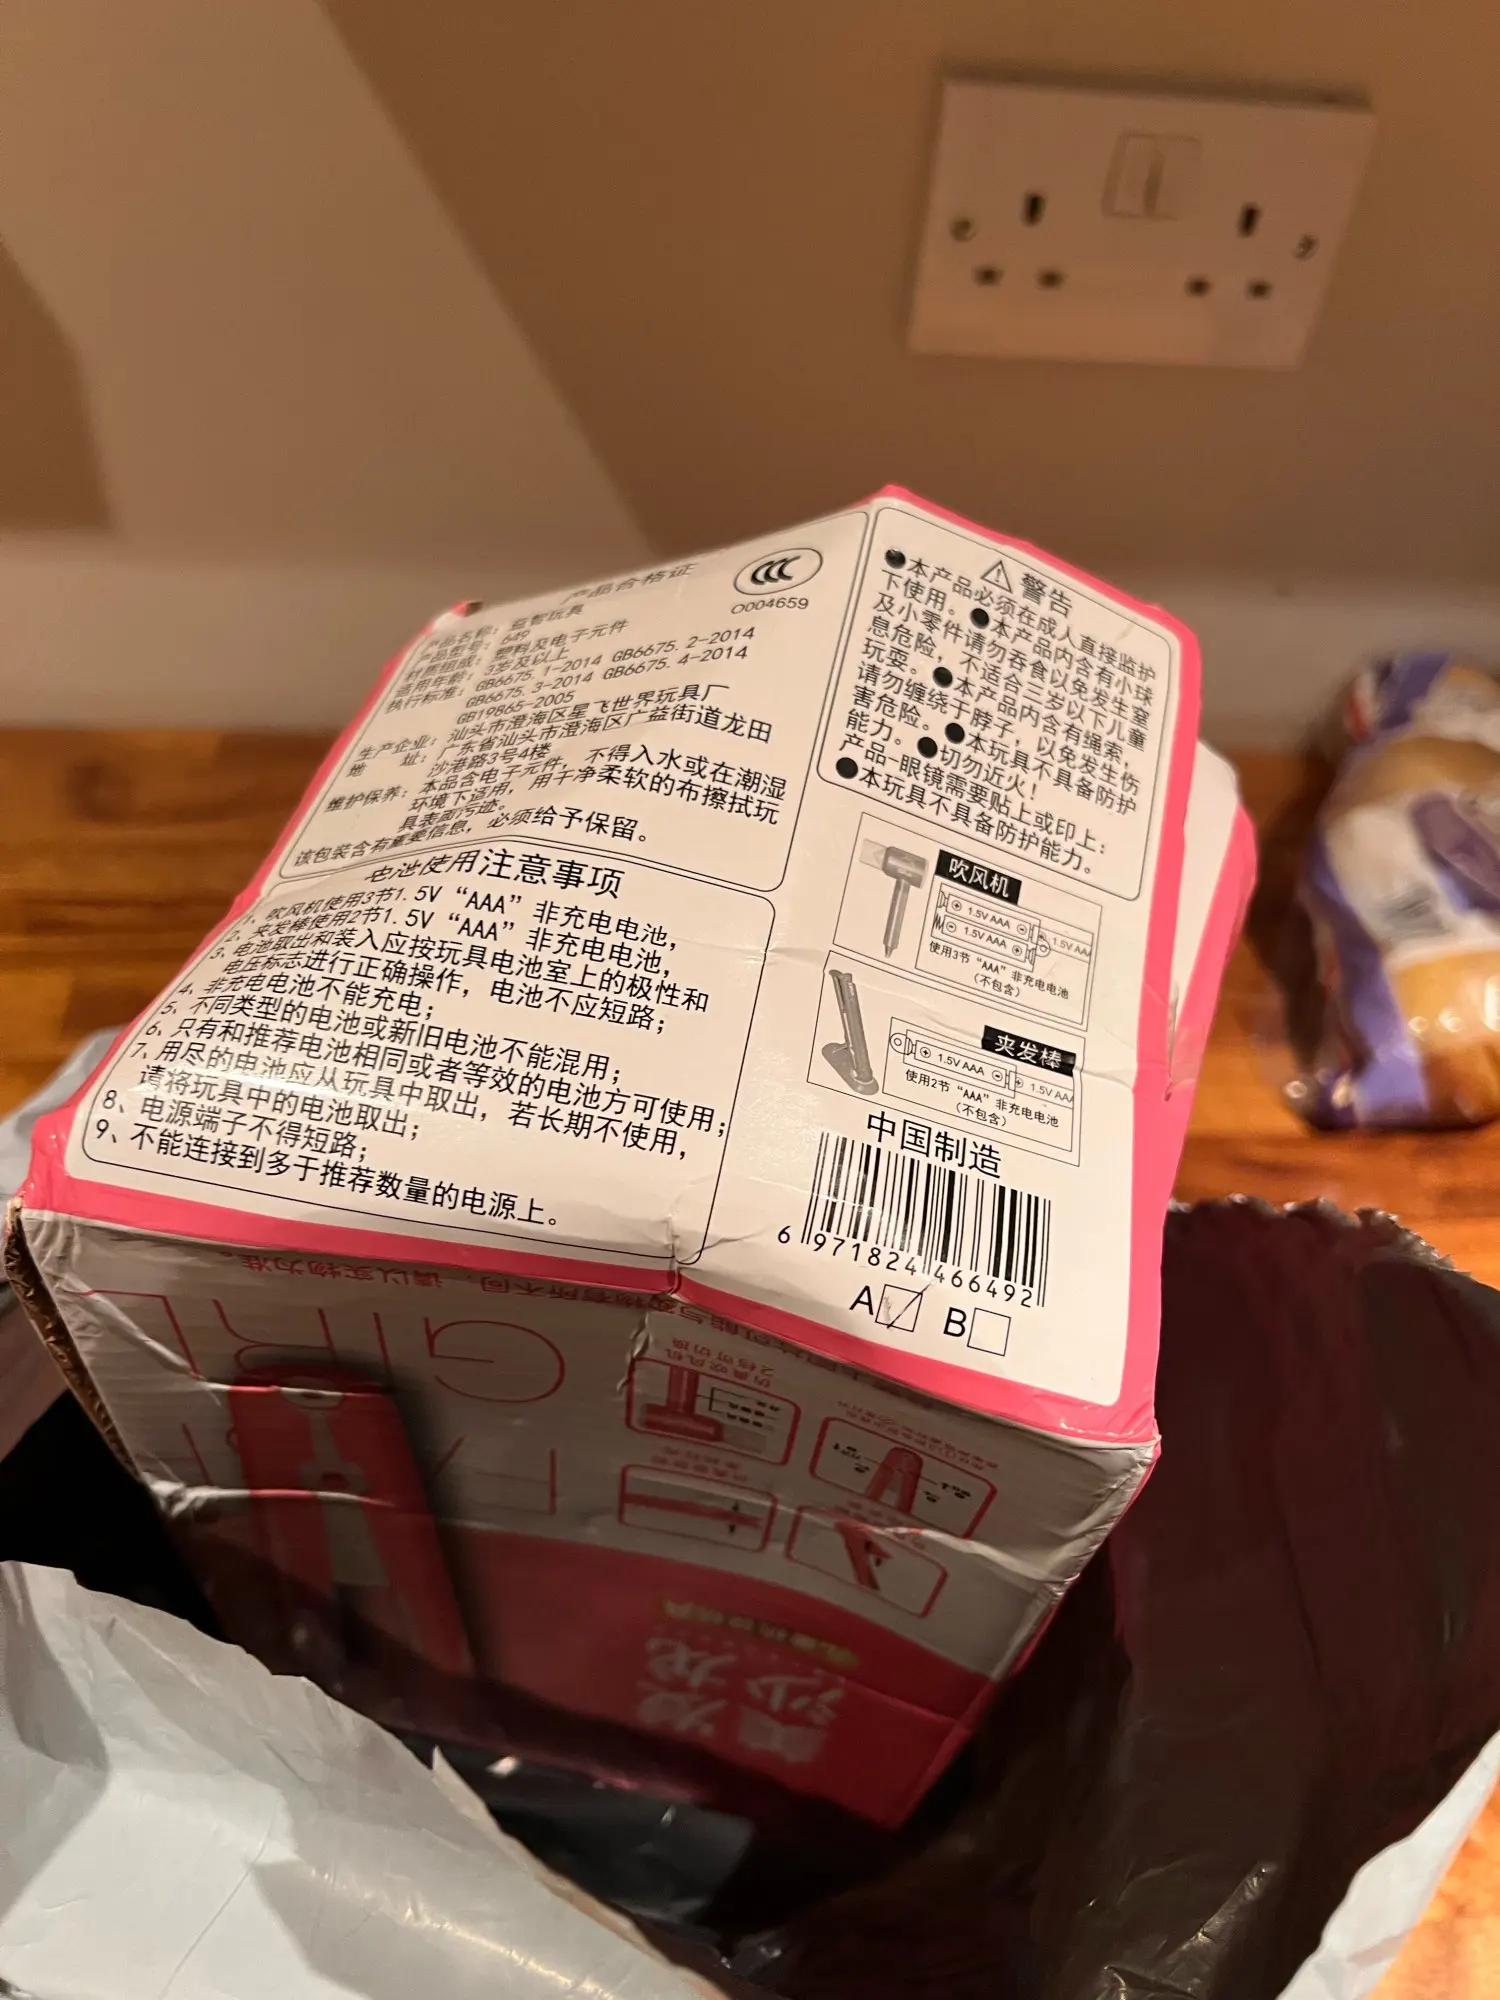 产品合格证
CCC
O004659
产品名称：益智玩具
产品型号：649
材质组成：塑料及电子元件
适用年龄：3岁及以上
执行标准：GB6675.1-2014 GB6675.2-2014
GB6675.3-2014 GB6675.4-2014
GB19865-2005
生产企业：汕头市澄海区星飞世界玩具厂
地 址：广东省汕头市澄海区广益街道龙田
沙港路3号4楼
维护保养：本品含电子元件，不得入水或在潮湿
环境下适用，用干净柔软的布擦拭玩
具表面污迹。
该包装含有重要信息，必须给予保留。
电池使用注意事项
1、吹风机使用3节1.5V“AAA”非充电电池，
2、夹发棒使用2节1.5V“AAA”非充电电池，
3、电池取出和装入应按玩具电池室上的极性和
电压标志进行正确操作，电池不应短路；
4、非充电电池不能充电；
5、不同类型的电池或新旧电池不能混用；
6、只有和推荐电池相同或者等效的电池方可使用；
7、用尽的电池应从玩具中取出，若长期不使用，
请将玩具中的电池取出；
8、电源端子不得短路；
9、不能连接到多于推荐数量的电源上。
警告
●本产品必须在成人直接监护
下使用。●本产品内含有小球
及小零件请勿吞食以免发生窒
息危险，不适合三岁以下儿童
玩耍。●本产品内含有绳索，
请勿缠绕于脖子，以免发生伤
害危险。●本玩具不具备防护
能力。●切勿近火！
产品-眼镜需要贴上或印上：
●本玩具不具备防护能力。
吹风机
1.5V AAA
1.5V AAA
1.5V AAA
使用3节“AAA”非充电电池
（不包含）
夹发棒
1.5V AAA
1.5V AAA
使用2节“AAA”非充电电池
（不包含）
中国制造
6 971824 466492
A B
请以实物为准。
GIRL
美发沙龙